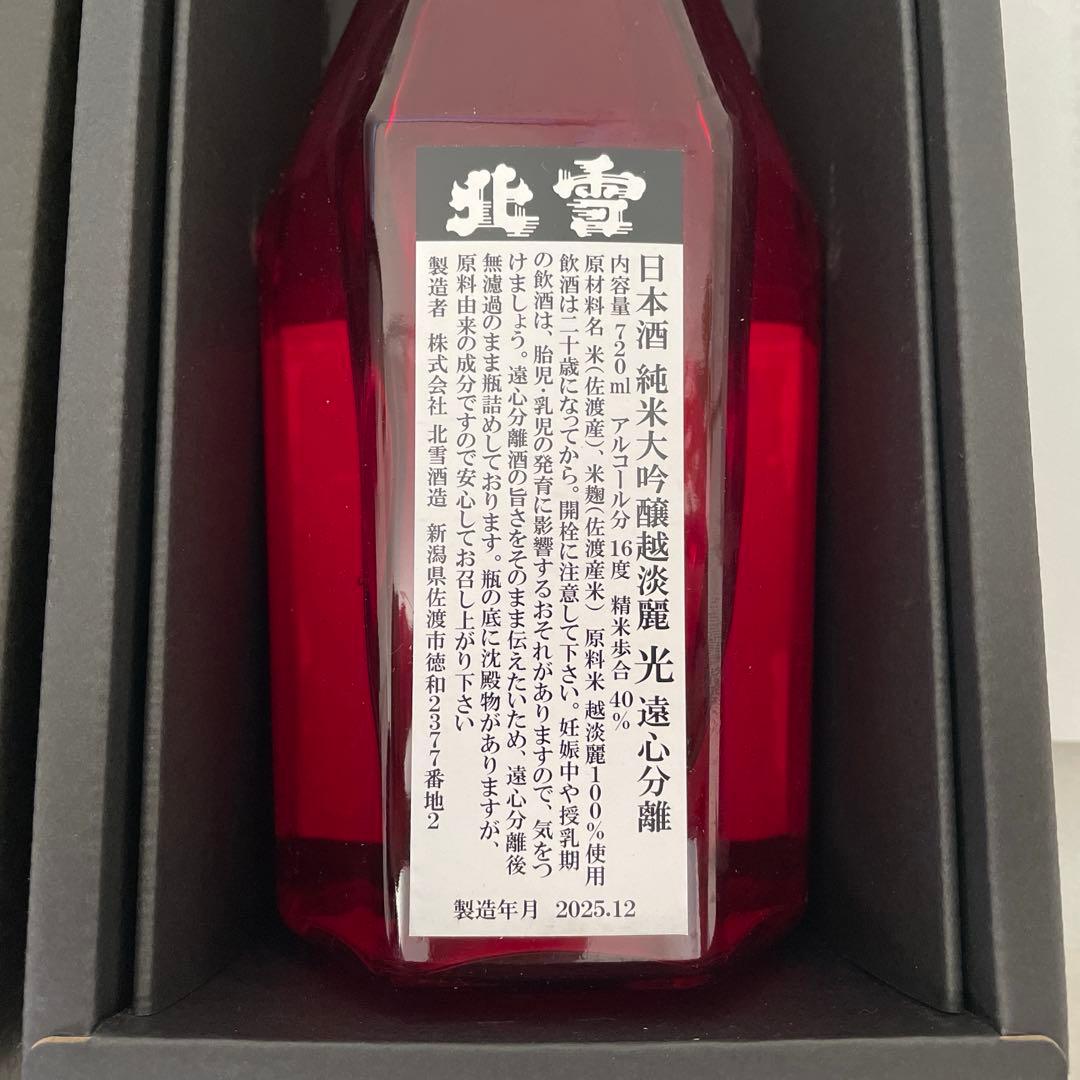 北雪
日本酒 純米大吟醸越淡麗 光 遠心分離
内容量 720ml アルコール分 16度 精米歩合 40%
原材料名 米(佐渡産)、米麹(佐渡産米) 原料米 越淡麗100%使用
飲酒は二十歳になってから。開栓に注意して下さい。妊娠中や授乳期
の飲酒は、胎児・乳児の発育に影響するおそれがありますので、気をつ
けましょう。遠心分離酒の旨さをそのまま伝えたいため、遠心分離後
無濾過のまま瓶詰めしております。瓶の底に沈殿物がありますが、
原料由来の成分ですので安心してお召し上がり下さい
製造者 株式会社 北雪酒造 新潟県佐渡市徳和2377番地2
製造年月 2025.12